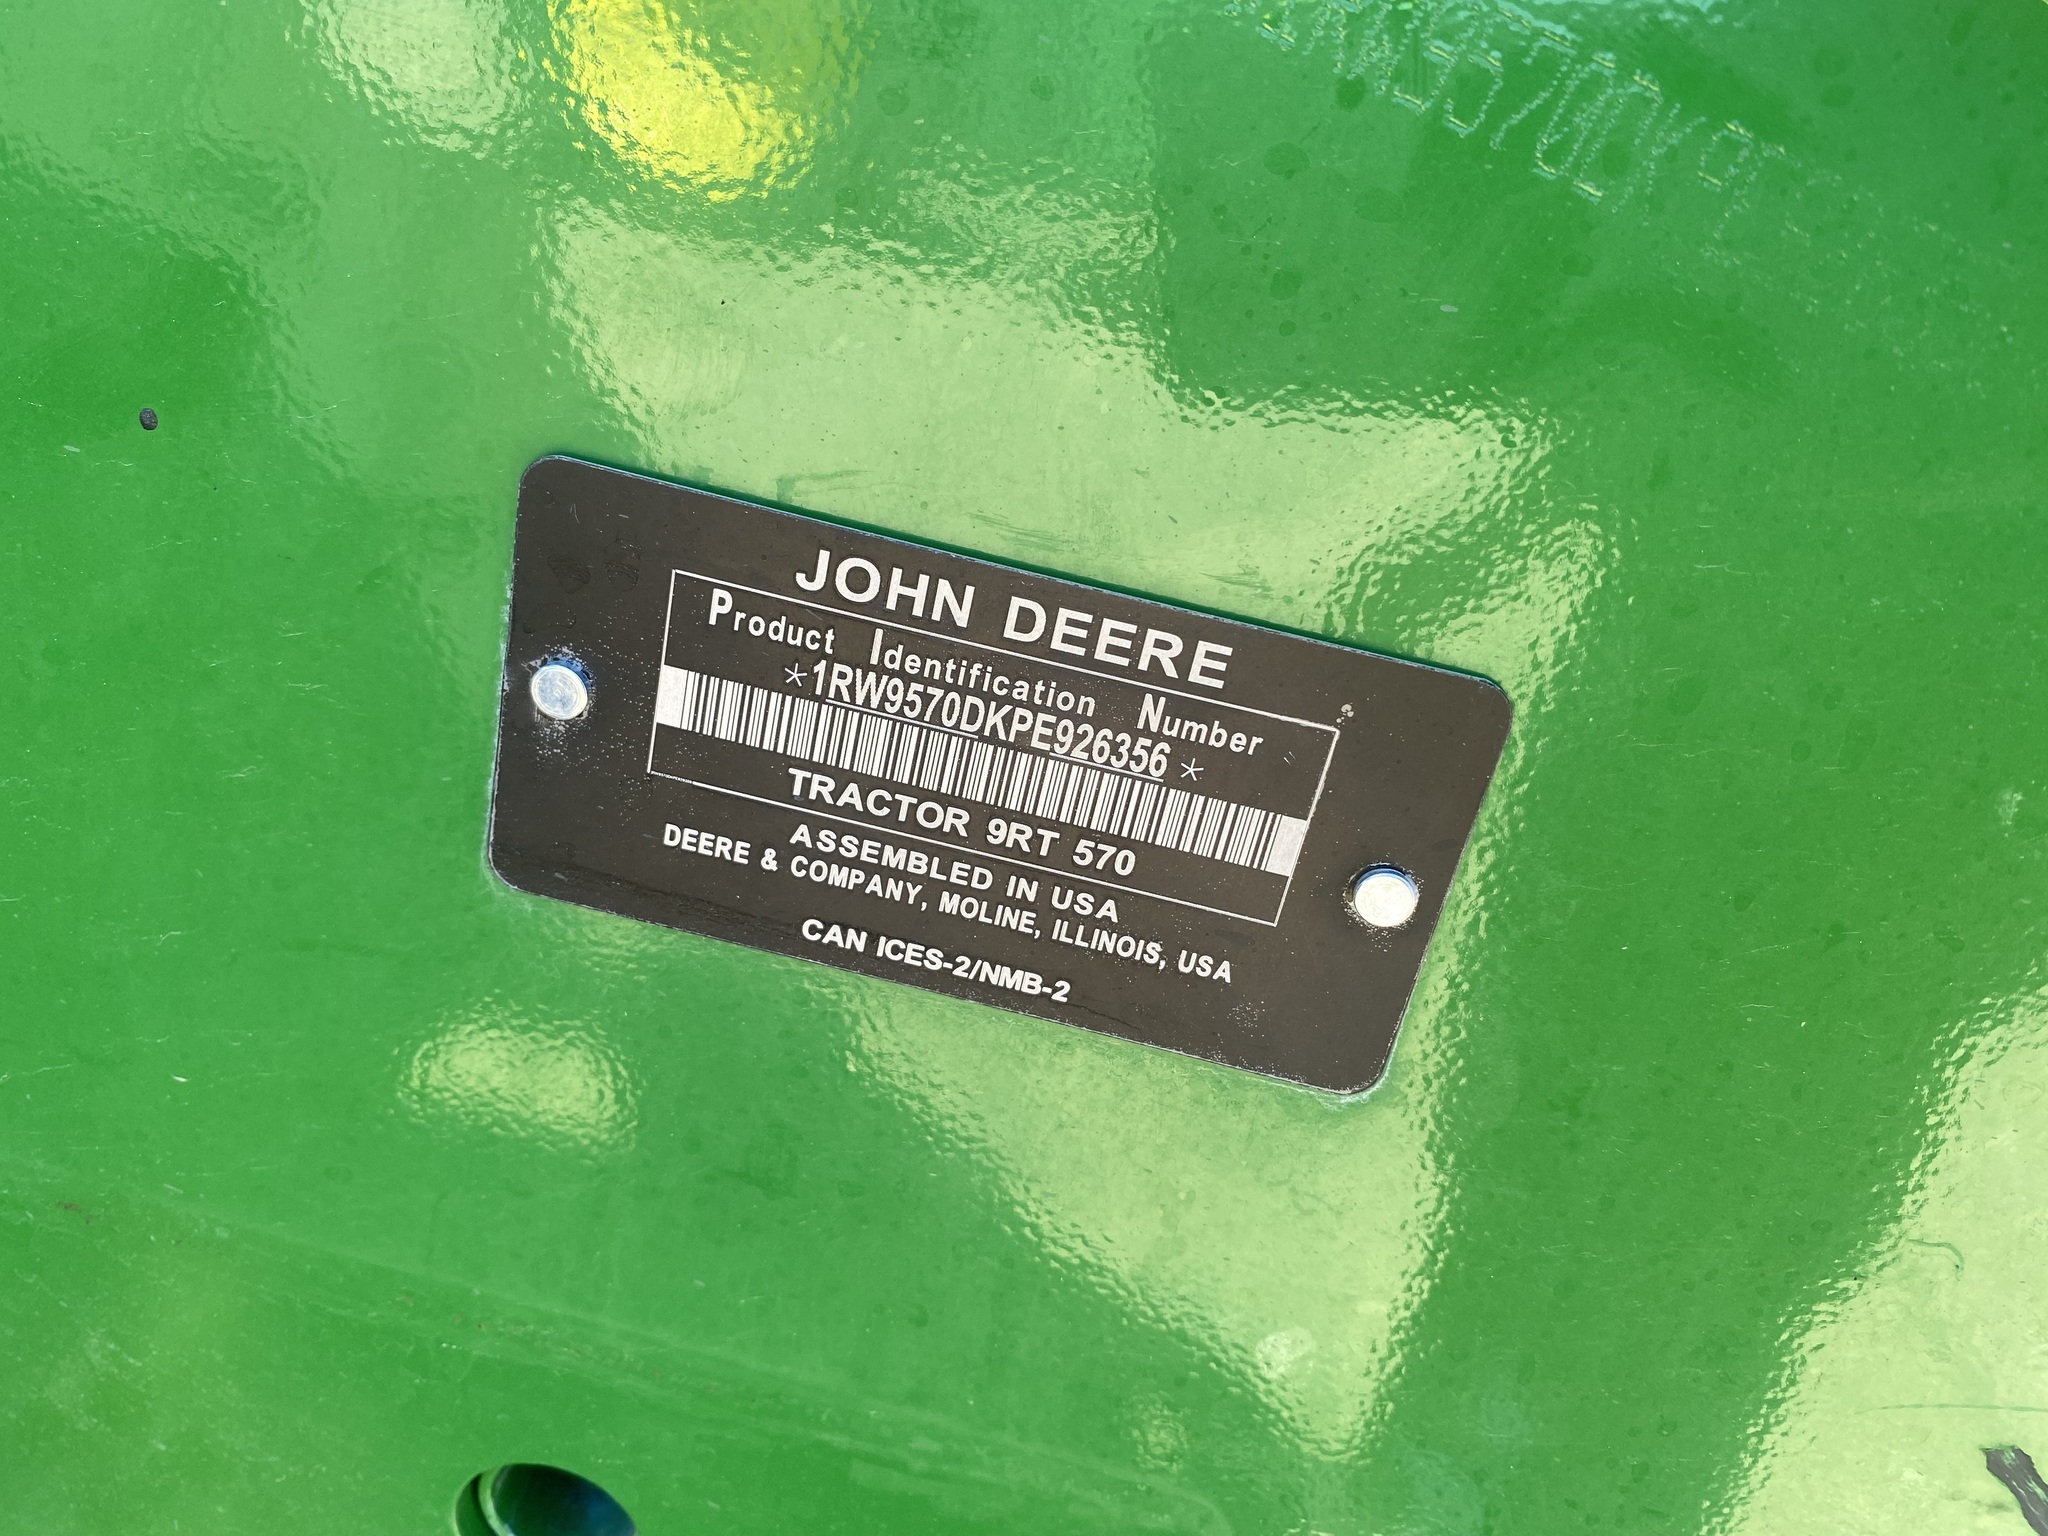 JOHN DEERE
Product Identification Number
*1RW9570DKPE926356*
TRACTOR 9RT 570
ASSEMBLED IN USA
DEERE & COMPANY, MOLINE, ILLINOIS, USA
CAN ICES-2/NMB-2